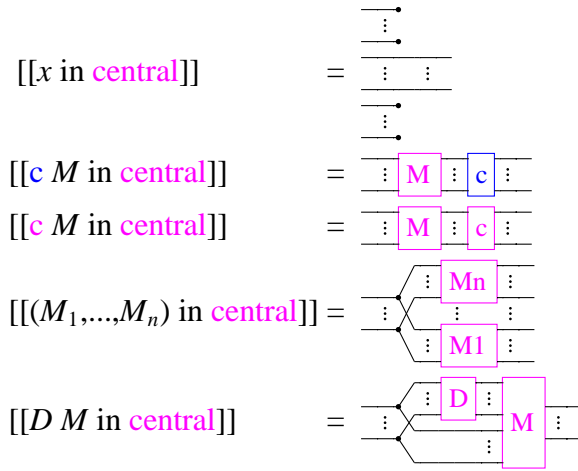 [[x in central]] =
[[c M in central]] = M c
[[c M in central]] = M c
[[(M1,...,Mn) in central]] = Mn M1
[[D M in central]] = D M